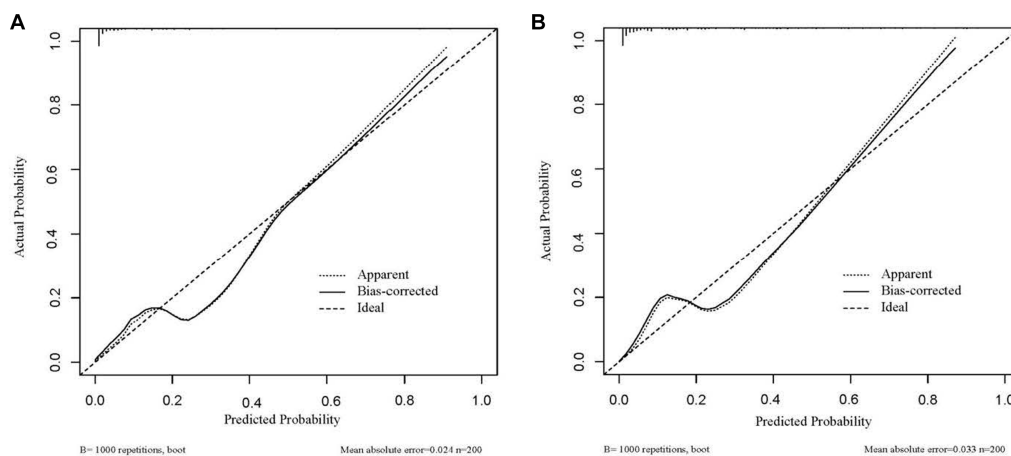 A
Actual Probability
1.0
0.8
0.6
0.4
0.2
0.0
Apparent
Bias-corrected
Ideal
0.0 0.2 0.4 0.6 0.8 1.0
Predicted Probability
B= 1000 repetitions, boot Mean absolute error=0.024 n=200
B
Actual Probability
1.0
0.8
0.6
0.4
0.2
0.0
Apparent
Bias-corrected
Ideal
0.0 0.2 0.4 0.6 0.8 1.0
Predicted Probability
B= 1000 repetitions, boot Mean absolute error=0.033 n=200